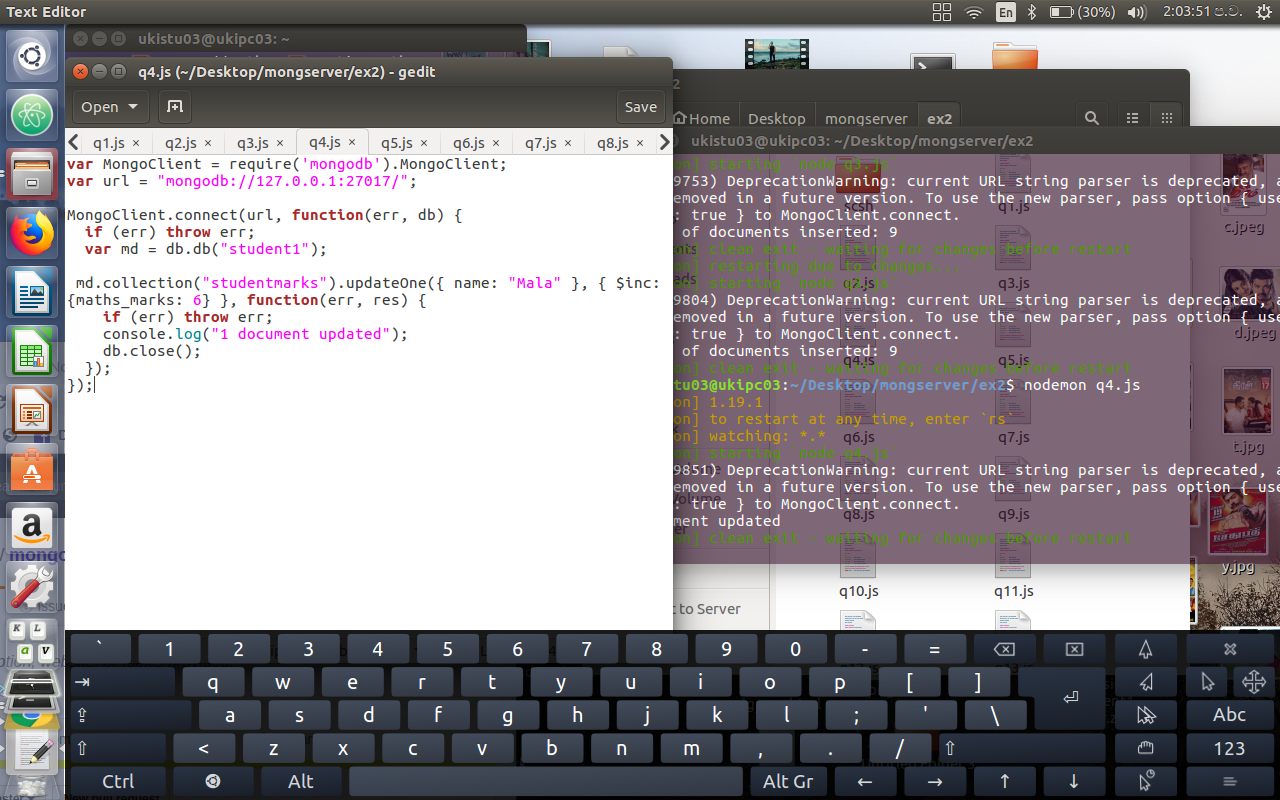 Text Editor
En
(30%)
2:03:51 ප.ව.
ukistu03@ukipc03: ~
q4.js (~/Desktop/mongserver/ex2) - gedit
Open
Save
q1.js × q2.js × q3.js × q4.js × q5.js × q6.js × q7.js × q8.js ×
var MongoClient = require('mongodb').MongoClient;
var url = "mongodb://127.0.0.1:27017/";
MongoClient.connect(url, function(err, db) {
if (err) throw err;
var md = db.db("student1");
md.collection("studentmarks").updateOne({ name: "Mala" }, { $inc:
{maths_marks: 6} }, function(err, res) {
if (err) throw err;
console.log("1 document updated");
db.close();
});
});
Home Desktop mongserver ex2
ukistu03@ukipc03: ~/Desktop/mongserver/ex2
on] starting node q3.js
9753) DeprecationWarning: current URL string parser is deprecated, a
emoved in a future version. To use the new parser, pass option { use
: true } to MongoClient.connect.
of documents inserted: 9
on] clean exit - waiting for changes before restart
on] restarting due to changes...
9804) DeprecationWarning: current URL string parser is deprecated, a
emoved in a future version. To use the new parser, pass option { use
: true } to MongoClient.connect.
of documents inserted: 9
on] clean exit - waiting for changes before restart
tu03@ukipc03:~/Desktop/mongserver/ex2$ nodemon q4.js
on] 1.19.1
on] to restart at any time, enter `rs`
on] watching: *.*
on] starting node q4.js
9851) DeprecationWarning: current URL string parser is deprecated, a
emoved in a future version. To use the new parser, pass option { use
: true } to MongoClient.connect.
ment updated
on] clean exit - waiting for changes before restart
q1.js
q2.js
q3.js
q4.js
q5.js
q6.js
q7.js
q8.js
q9.js
q10.js
q11.js
t to Server
c.jpeg
d.jpeg
t.jpg
y.jpg
` 1 2 3 4 5 6 7 8 9 0 - =
q w e r t y u i o p [ ]
a s d f g h j k l ; ' \ Abc
< z x c v b n m , . / 123
Ctrl Alt Alt Gr ← → ↑ ↓